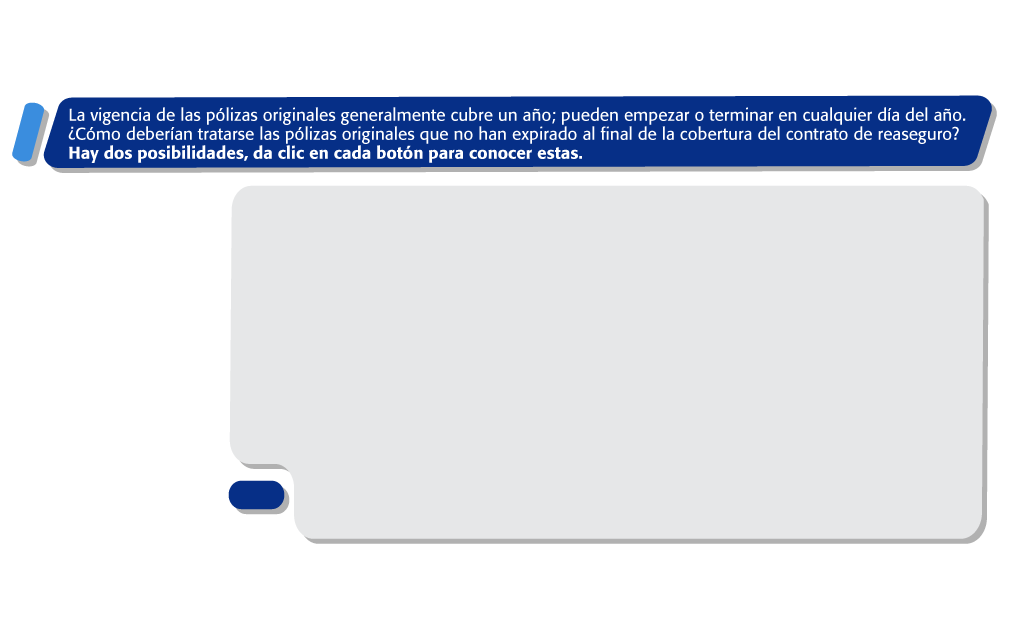 La vigencia de las pólizas originales generalmente cubre un año; pueden empezar o terminar en cualquier día del año.
¿Cómo deberían tratarse las pólizas originales que no han expirado al final de la cobertura del contrato de reaseguro?
Hay dos posibilidades, da clic en cada botón para conocer estas.